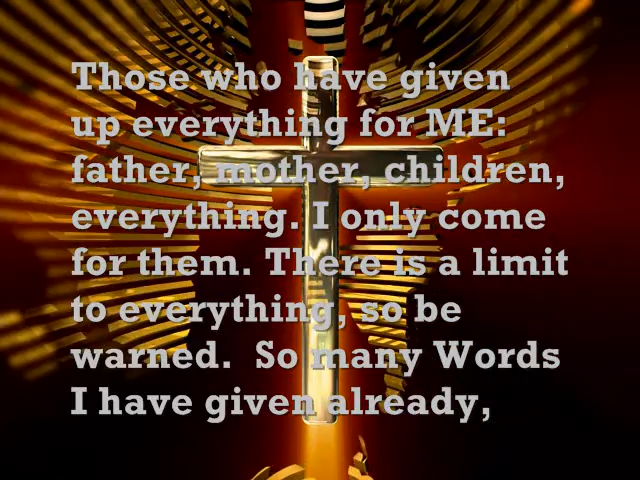 Those who have given
up everything for ME:
father, mother, children,
everything. I only come
for them. There is a limit
to everything, so be
warned.  So many Words
I have given already,